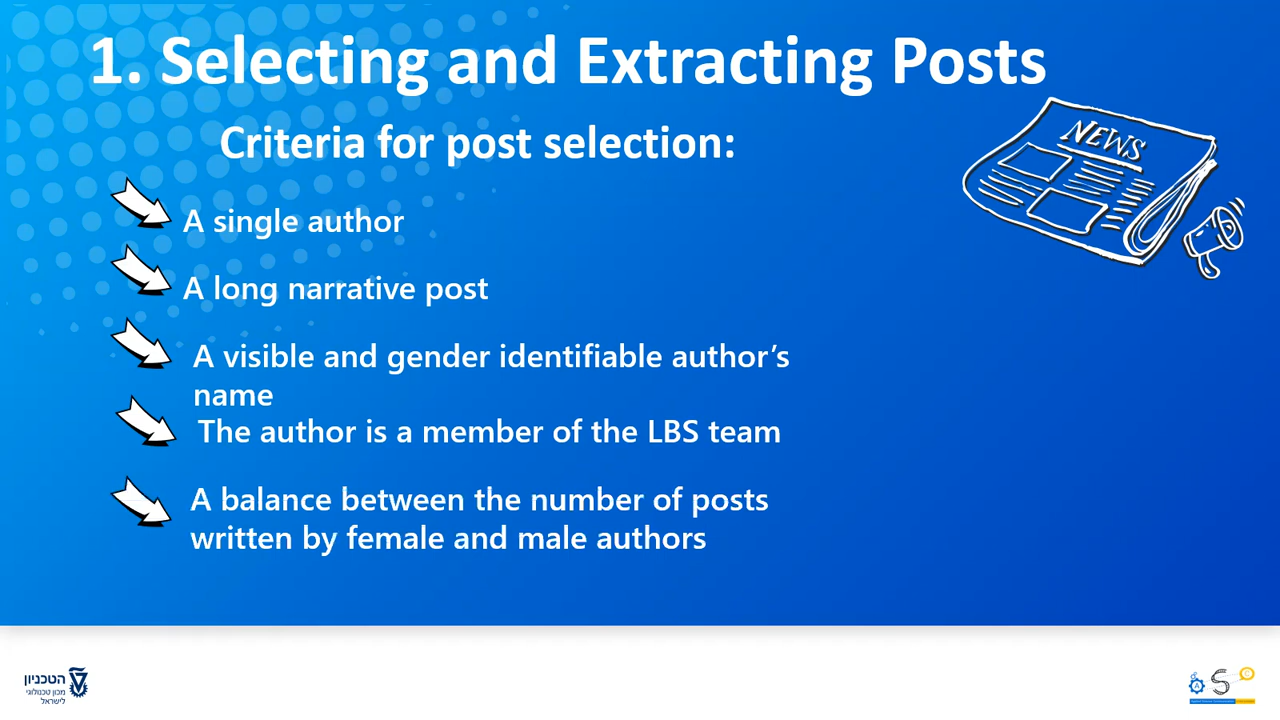 1. Selecting and Extracting Posts
Criteria for post selection:
NEWS
A single author
A long narrative post
A visible and gender identifiable author’s
name
The author is a member of the LBS team
A balance between the number of posts
written by female and male authors
הטכניון
מכון טכנולוגי
לישראל